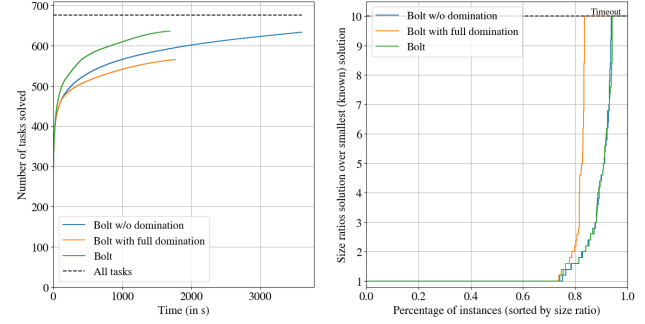 700
600
500
400
300
200
100
0
0
1000
2000
3000
Number of tasks solved
Time (in s)
Bolt w/o domination
Bolt with full domination
Bolt
All tasks
10
9
8
7
6
5
4
3
2
1
0.0
0.2
0.4
0.6
0.8
1.0
Size ratios solution over smallest (known) solution
Percentage of instances (sorted by size ratio)
Timeout
Bolt w/o domination
Bolt with full domination
Bolt